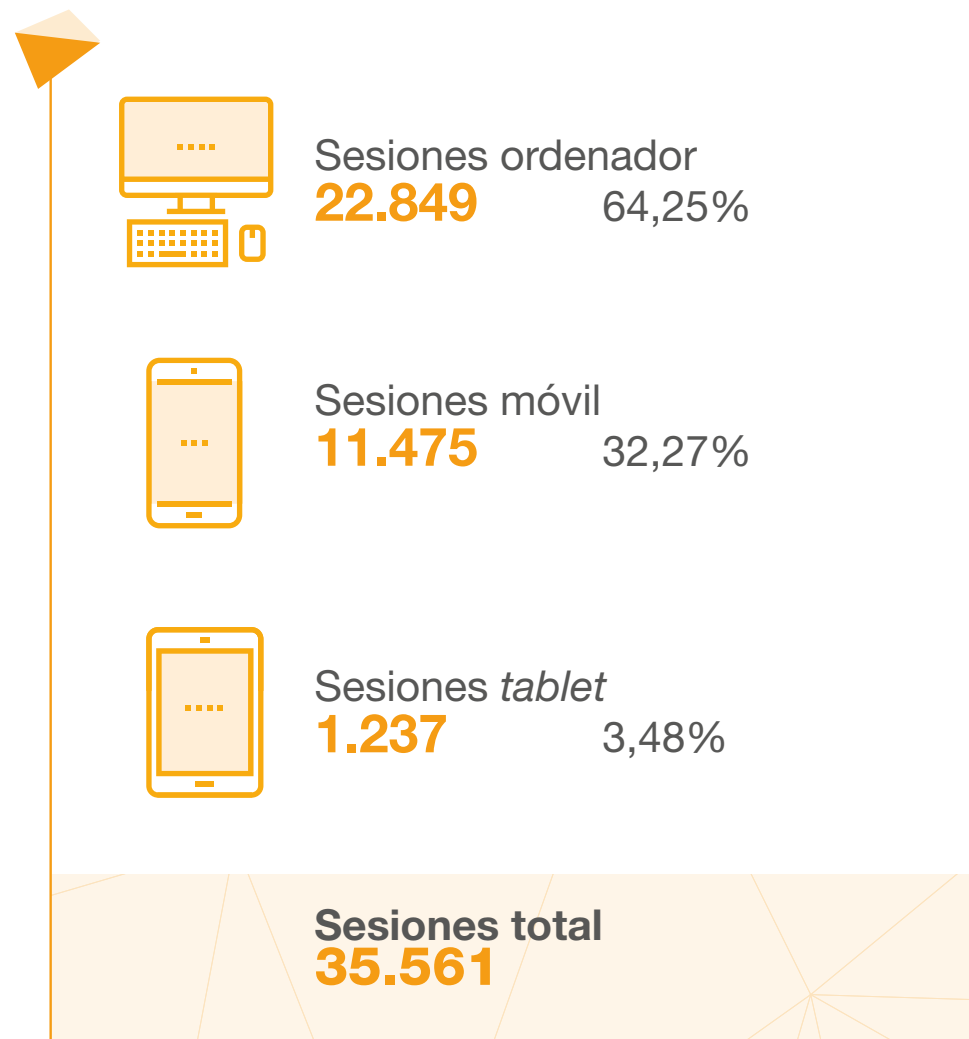 Sesiones ordenador
22.849 64,25%
Sesiones móvil
11.475 32,27%
Sesiones tablet
1.237 3,48%
Sesiones total
35.561